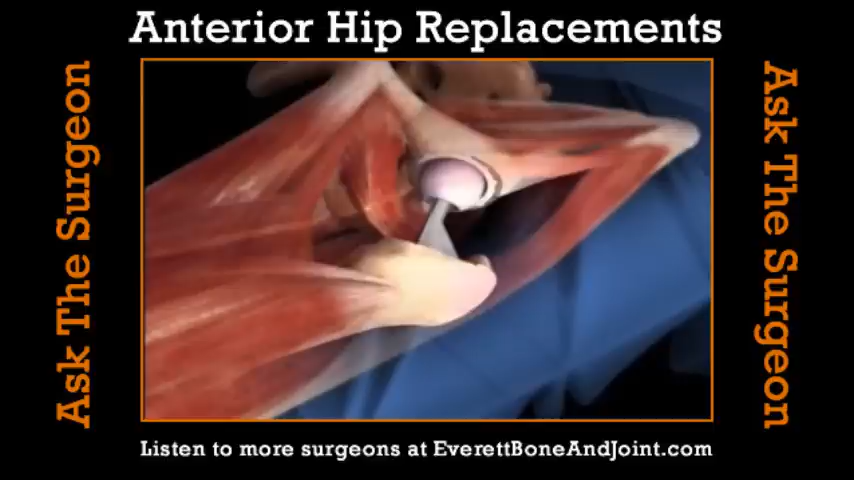 Anterior Hip Replacements
Ask The Surgeon
Ask The Surgeon
Listen to more surgeons at EverettBoneAndJoint.com